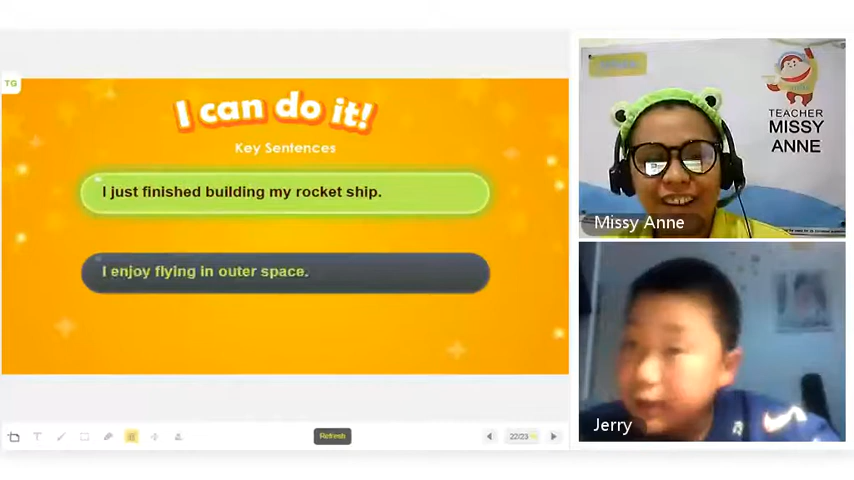 TG
I can do it!
Key Sentences
I just finished building my rocket ship.
I enjoy flying in outer space.
Refresh
22/23
TEACHER
MISSY
ANNE
Missy Anne
Jerry